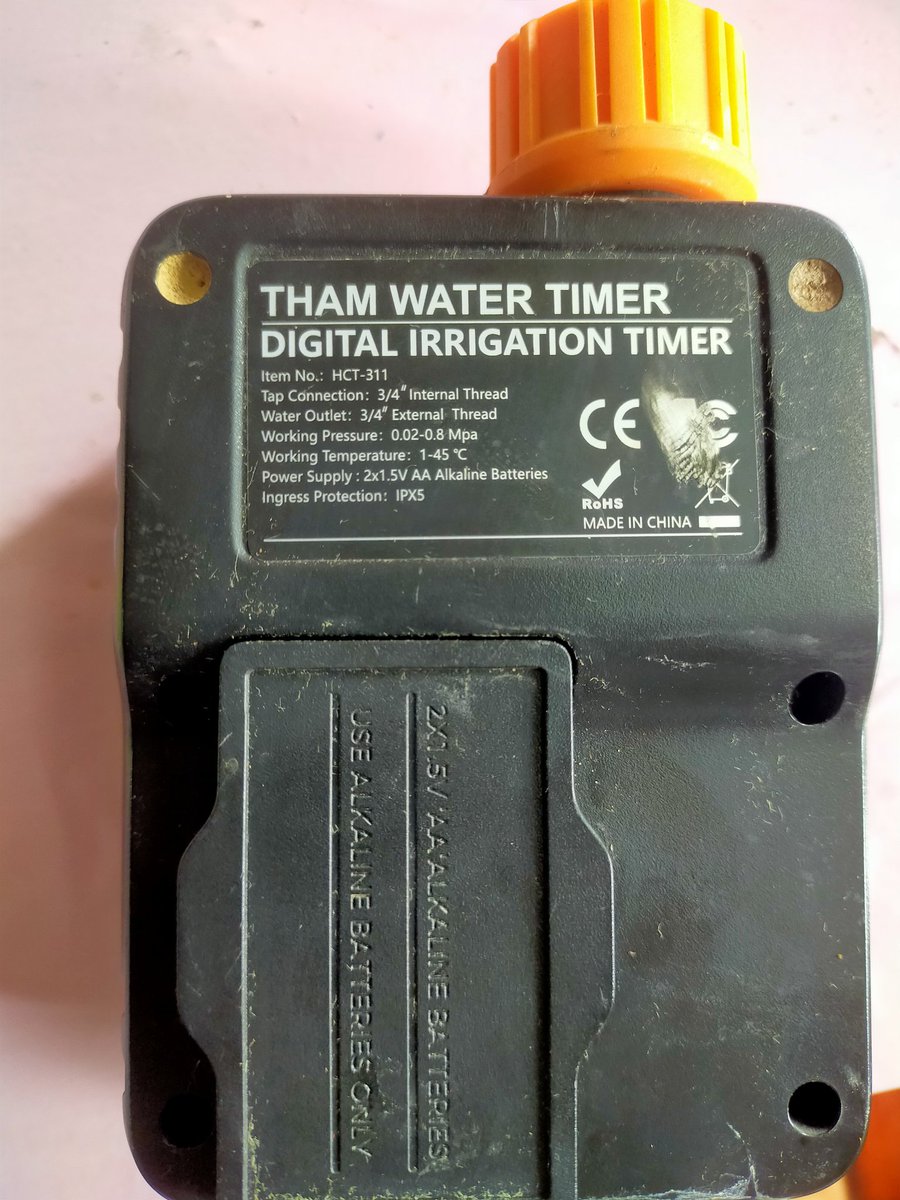 THAM WATER TIMER
DIGITAL IRRIGATION TIMER
Item No.: HCT-311
Tap Connection: 3/4" Internal Thread
Water Outlet: 3/4" External Thread
Working Pressure: 0.02-0.8 Mpa
Working Temperature: 1-45 ℃
Power Supply : 2x1.5V AA Alkaline Batteries
Ingress Protection: IPX5
CE
RoHS
MADE IN CHINA
2X1.5V AA ALKALINE BATTERIES
USE ALKALINE BATTERIES ONLY